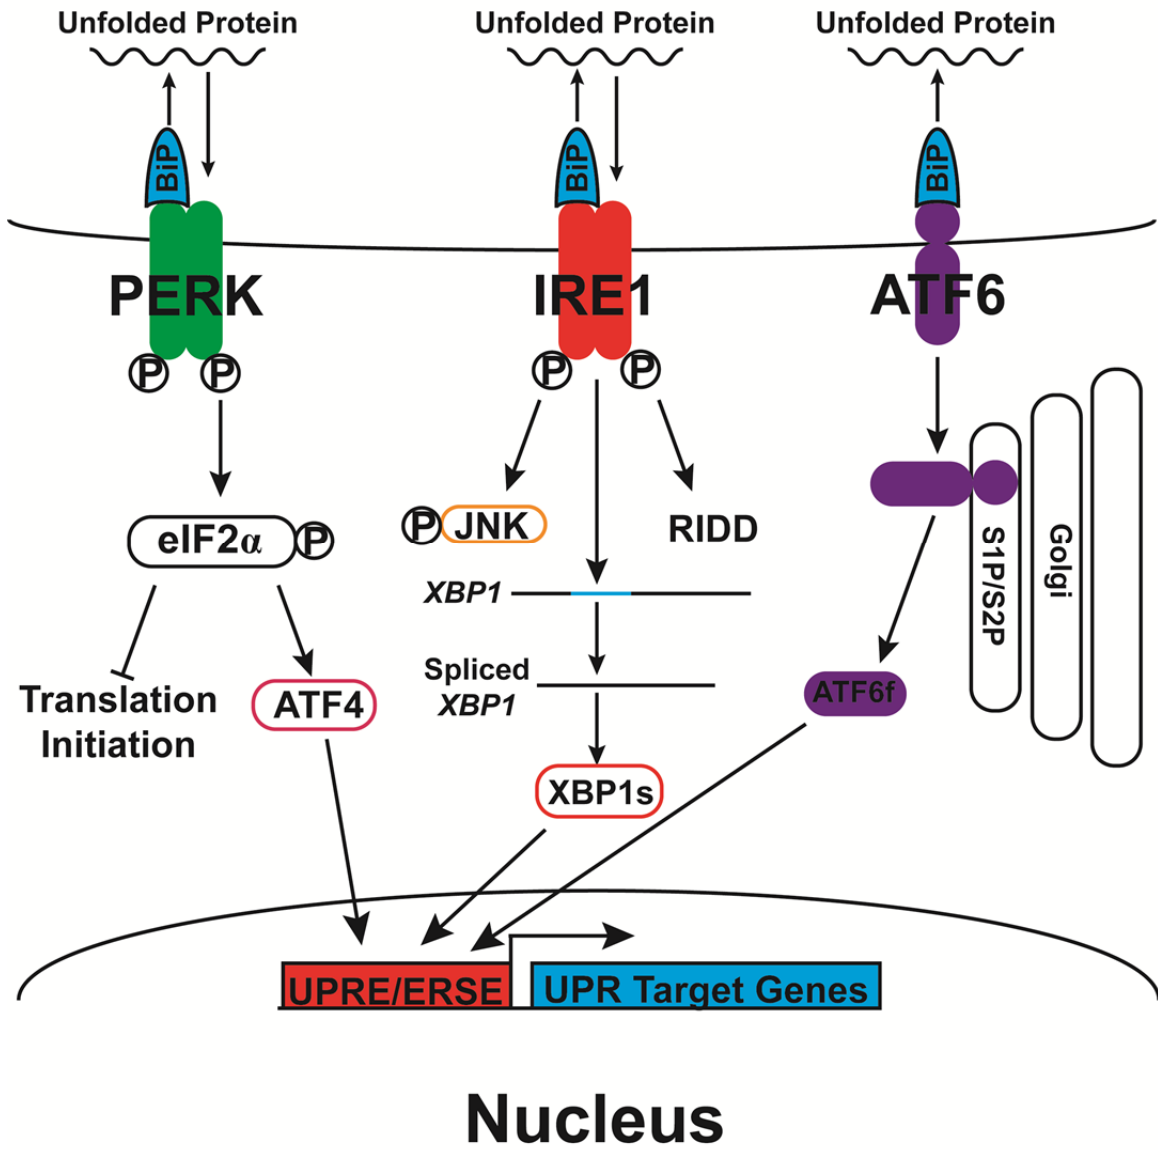 Unfolded Protein
Unfolded Protein
Unfolded Protein
BiP
BiP
BiP
PERK
IRE1
ATF6
P
P
P
P
eIF2α
P
P
JNK
RIDD
S1P/S2P
Golgi
XBP1
Spliced
XBP1
Translation
Initiation
ATF4
ATF6f
XBP1s
UPRE/ERSE
UPR Target Genes
Nucleus